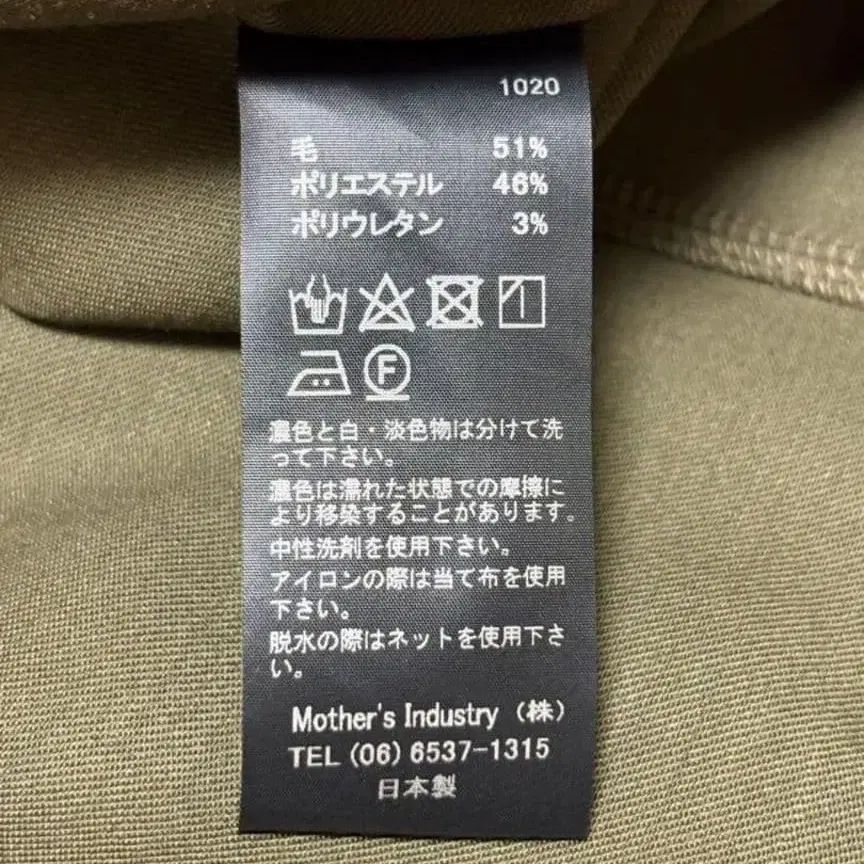 1020
毛 51%
ポリエステル 46%
ポリウレタン 3%
F
濃色と白・淡色物は分けて洗
って下さい。
濃色は濡れた状態での摩擦に
より移染することがあります。
中性洗剤を使用下さい。
アイロンの際は当て布を使用
下さい。
脱水の際はネットを使用下さ
い。
Mother's Industry (株)
TEL (06) 6537-1315
日本製